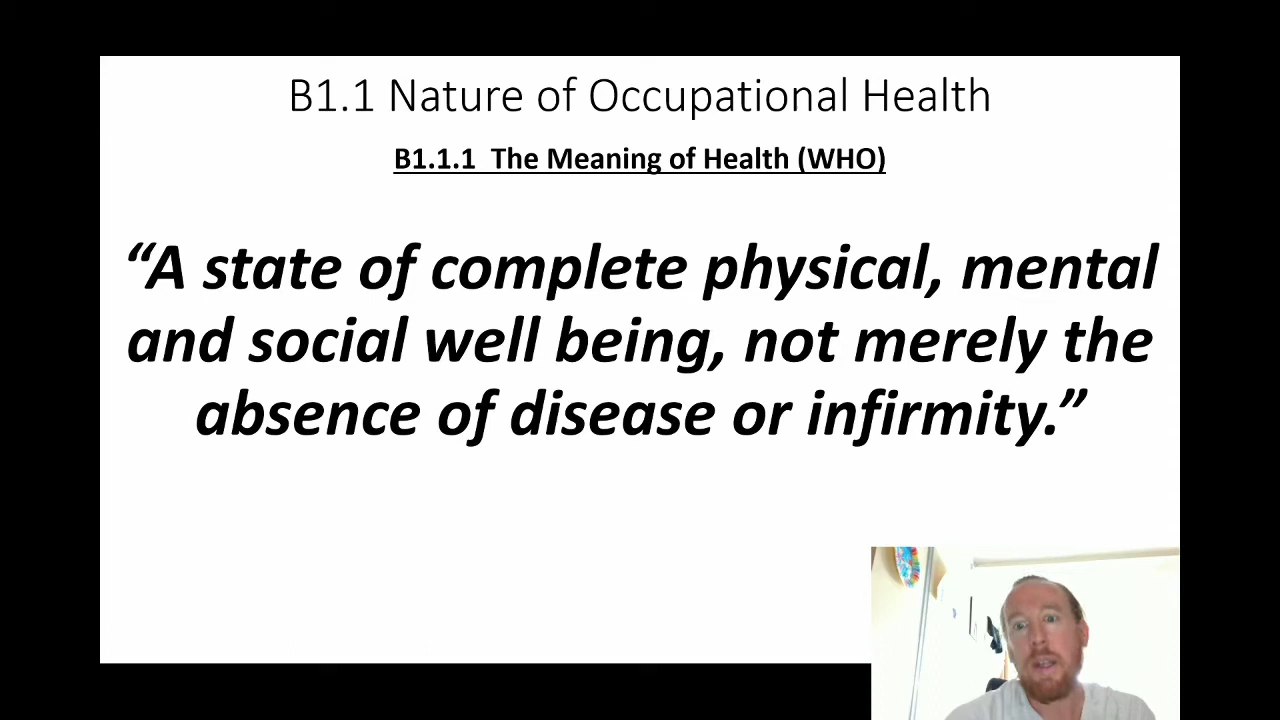 B1.1 Nature of Occupational Health
B1.1.1 The Meaning of Health (WHO)
“A state of complete physical, mental
and social well being, not merely the
absence of disease or infirmity.”